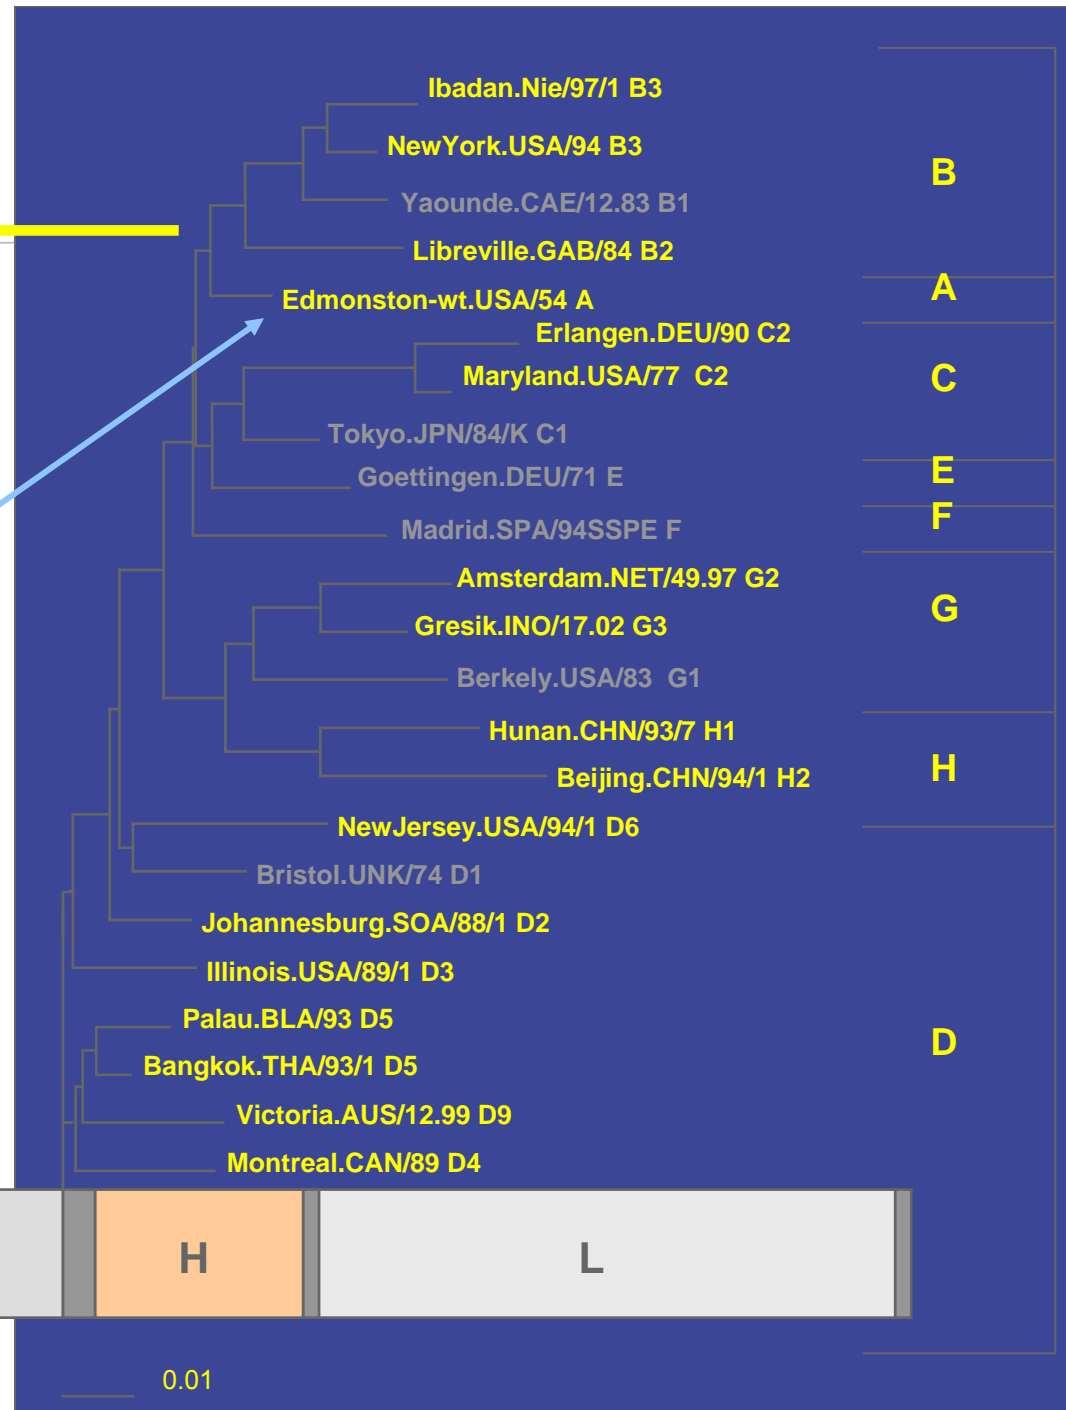 Ibadan.Nie/97/1 B3
NewYork.USA/94 B3
Yaounde.CAE/12.83 B1
B
Libreville.GAB/84 B2
Edmonston-wt.USA/54 A
A
Erlangen.DEU/90 C2
Maryland.USA/77  C2
C
Tokyo.JPN/84/K C1
Goettingen.DEU/71 E
E
Madrid.SPA/94SSPE F
F
Amsterdam.NET/49.97 G2
G
Gresik.INO/17.02 G3
Berkely.USA/83  G1
Hunan.CHN/93/7 H1
Beijing.CHN/94/1 H2
H
NewJersey.USA/94/1 D6
Bristol.UNK/74 D1
Johannesburg.SOA/88/1 D2
Illinois.USA/89/1 D3
Palau.BLA/93 D5
D
Bangkok.THA/93/1 D5
Victoria.AUS/12.99 D9
Montreal.CAN/89 D4
H L
0.01